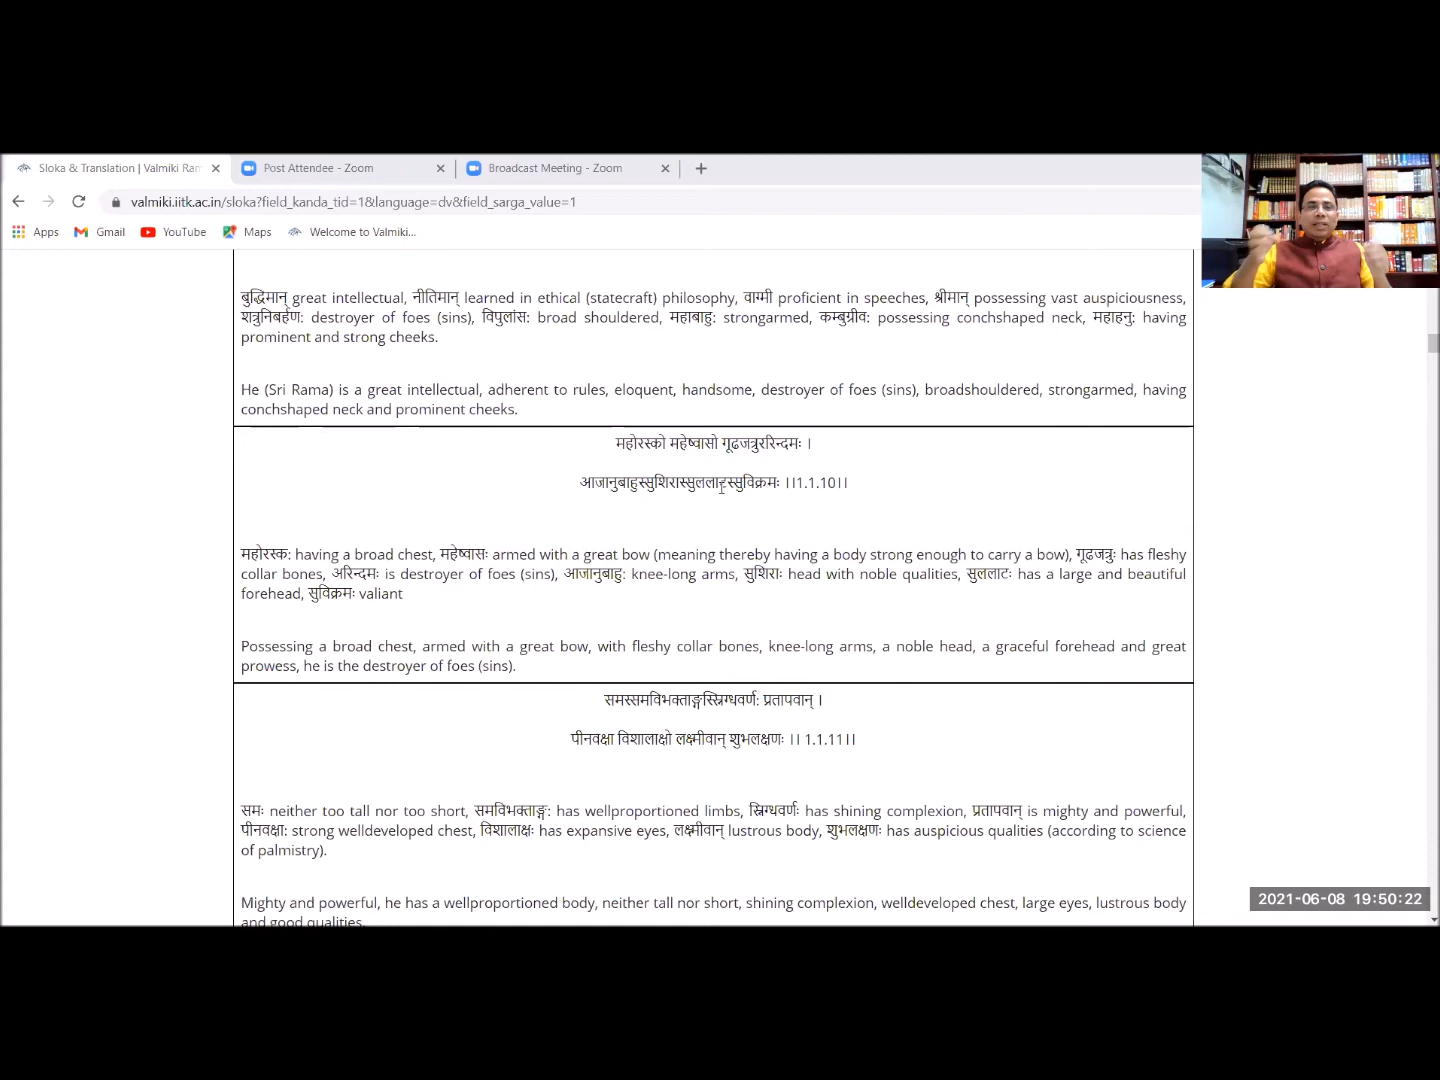 Sloka & Translation | Valmiki Ram
Post Attendee - Zoom
Broadcast Meeting - Zoom
valmiki.iitk.ac.in/sloka?field_kanda_tid=1&language=dv&field_sarga_value=1
Apps Gmail YouTube Maps Welcome to Valmiki...
बुद्धिमान् great intellectual, नीतिमान् learned in ethical (statecraft) philosophy, वाग्मी proficient in speeches, श्रीमान् possessing vast auspiciousness,
शत्रुनिबर्हण: destroyer of foes (sins), विपुलांस: broad shouldered, महाबाहु: strongarmed, कम्बुग्रीव: possessing conchshaped neck, महाहनु: having
prominent and strong cheeks.
He (Sri Rama) is a great intellectual, adherent to rules, eloquent, handsome, destroyer of foes (sins), broadshouldered, strongarmed, having
conchshaped neck and prominent cheeks.
महोरस्को महेष्वासो गूढजत्रुररिन्दमः ।
आजानुबाहुस्सुशिरास्सुललाटस्सुविक्रमः ।।1.1.10।।
महोरस्क: having a broad chest, महेष्वासः armed with a great bow (meaning thereby having a body strong enough to carry a bow), गूढजत्रुः has fleshy
collar bones, अरिन्दमः is destroyer of foes (sins), आजानुबाहु: knee-long arms, सुशिराः head with noble qualities, सुललाटः has a large and beautiful
forehead, सुविक्रमः valiant
Possessing a broad chest, armed with a great bow, with fleshy collar bones, knee-long arms, a noble head, a graceful forehead and great
prowess, he is the destroyer of foes (sins).
समस्समविभक्ताङ्गस्स्निग्धवर्ण: प्रतापवान् ।
पीनवक्षा विशालाक्षो लक्ष्मीवान् शुभलक्षणः ।। 1.1.11।।
समः neither too tall nor too short, समविभक्ताङ्ग: has wellproportioned limbs, स्निग्धवर्णः has shining complexion, प्रतापवान् is mighty and powerful,
पीनवक्षा: strong welldeveloped chest, विशालाक्षः has expansive eyes, लक्ष्मीवान् lustrous body, शुभलक्षणः has auspicious qualities (according to science
of palmistry).
Mighty and powerful, he has a wellproportioned body, neither tall nor short, shining complexion, welldeveloped chest, large eyes, lustrous body
and good qualities.
2021-06-08 19:50:22